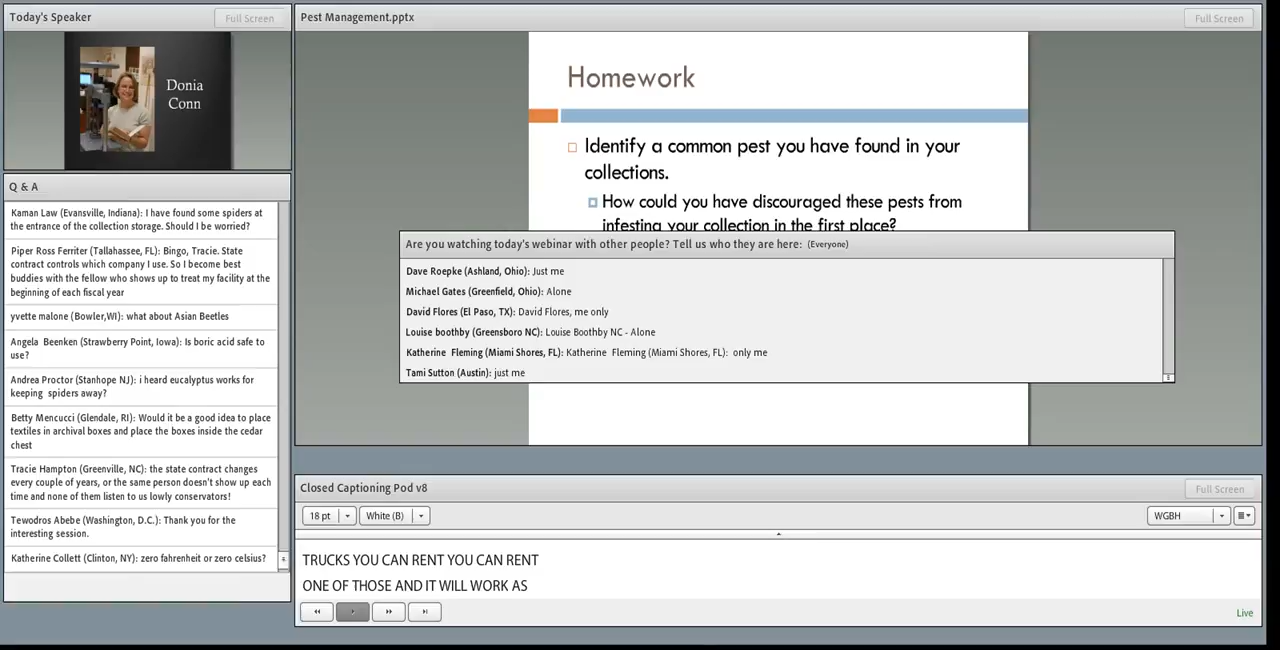 Today's Speaker
Full Screen
Donia
Conn
Q & A
Kaman Law (Evansville, Indiana): I have found some spiders at
the entrance of the collection storage. Should I be worried?
Piper Ross Ferriter (Tallahassee, FL): Bingo, Tracie. State
contract controls which company I use. So I become best
buddies with the fellow who shows up to treat my facility at the
beginning of each fiscal year
yvette malone (Bowler,WI): what about Asian Beetles
Angela  Beenken (Strawberry Point, Iowa): Is boric acid safe to
use?
Andrea Proctor (Stanhope NJ): i heard eucalyptus works for
keeping  spiders away?
Betty Mencucci (Glendale, RI): Would it be a good idea to place
textiles in archival boxes and place the boxes inside the cedar
chest
Tracie Hampton (Greenville, NC): the state contract changes
every couple of years, or the same person doesn't show up each
time and none of them listen to us lowly conservators!
Tewodros Abebe (Washington, D.C.): Thank you for the
interesting session.
Katherine Collett (Clinton, NY): zero fahrenheit or zero celsius?
Pest Management.pptx
Full Screen
Homework
Identify a common pest you have found in your
collections.
How could you have discouraged these pests from
infesting your collection in the first place?
Are you watching today's webinar with other people? Tell us who they are here: (Everyone)
Dave Roepke (Ashland, Ohio): Just me
Michael Gates (Greenfield, Ohio): Alone
David Flores (El Paso, TX): David Flores, me only
Louise boothby (Greensboro NC): Louise Boothby NC - Alone
Katherine  Fleming (Miami Shores, FL): Katherine  Fleming (Miami Shores, FL):  only me
Tami Sutton (Austin): just me
Closed Captioning Pod v8
Full Screen
18 pt
White (B)
WGBH
TRUCKS YOU CAN RENT YOU CAN RENT
ONE OF THOSE AND IT WILL WORK AS
Live